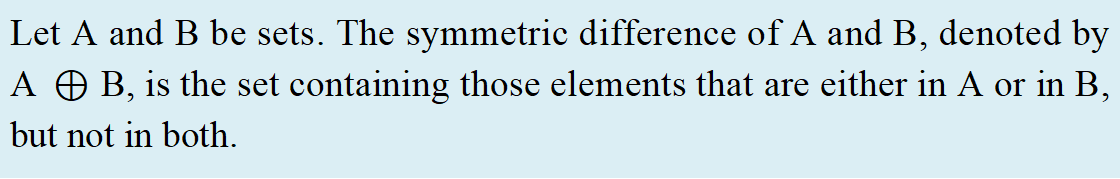 Let A and B be sets. The symmetric difference of A and B, denoted by
A ⊕ B, is the set containing those elements that are either in A or in B,
but not in both.